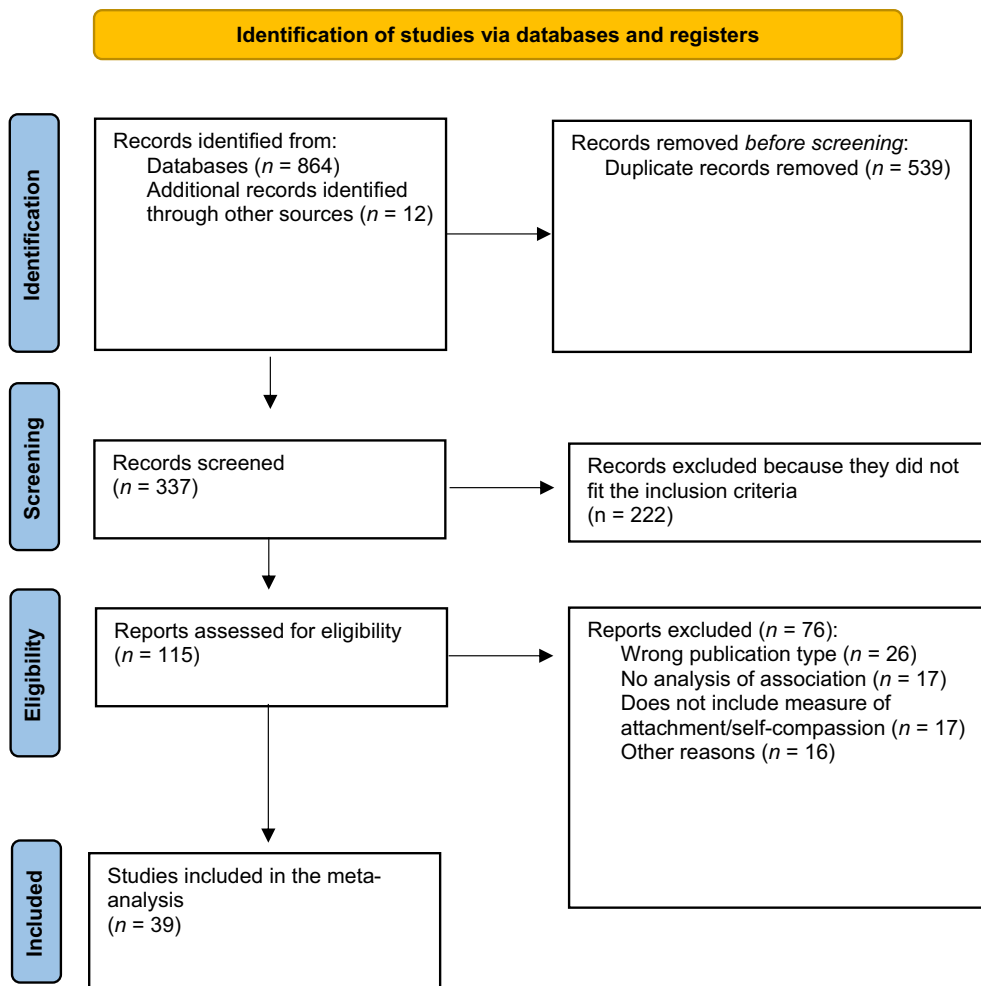 Identification of studies via databases and registers
Identification
Records identified from:
Databases (n = 864)
Additional records identified
through other sources (n = 12)
Records removed before screening:
Duplicate records removed (n = 539)
Screening
Records screened
(n = 337)
Records excluded because they did not
fit the inclusion criteria
(n = 222)
Eligibility
Reports assessed for eligibility
(n = 115)
Reports excluded (n = 76):
Wrong publication type (n = 26)
No analysis of association (n = 17)
Does not include measure of
attachment/self-compassion (n = 17)
Other reasons (n = 16)
Included
Studies included in the meta-
analysis
(n = 39)